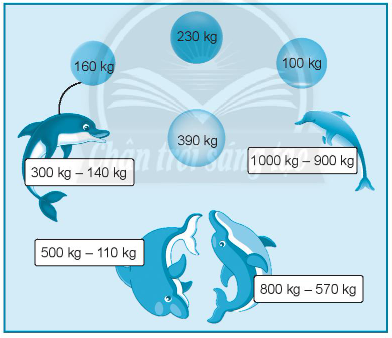 230 kg
160 kg
100 kg
390 kg
Chân trời sáng tạo
300 kg – 140 kg
1000 kg – 900 kg
500 kg – 110 kg
800 kg – 570 kg